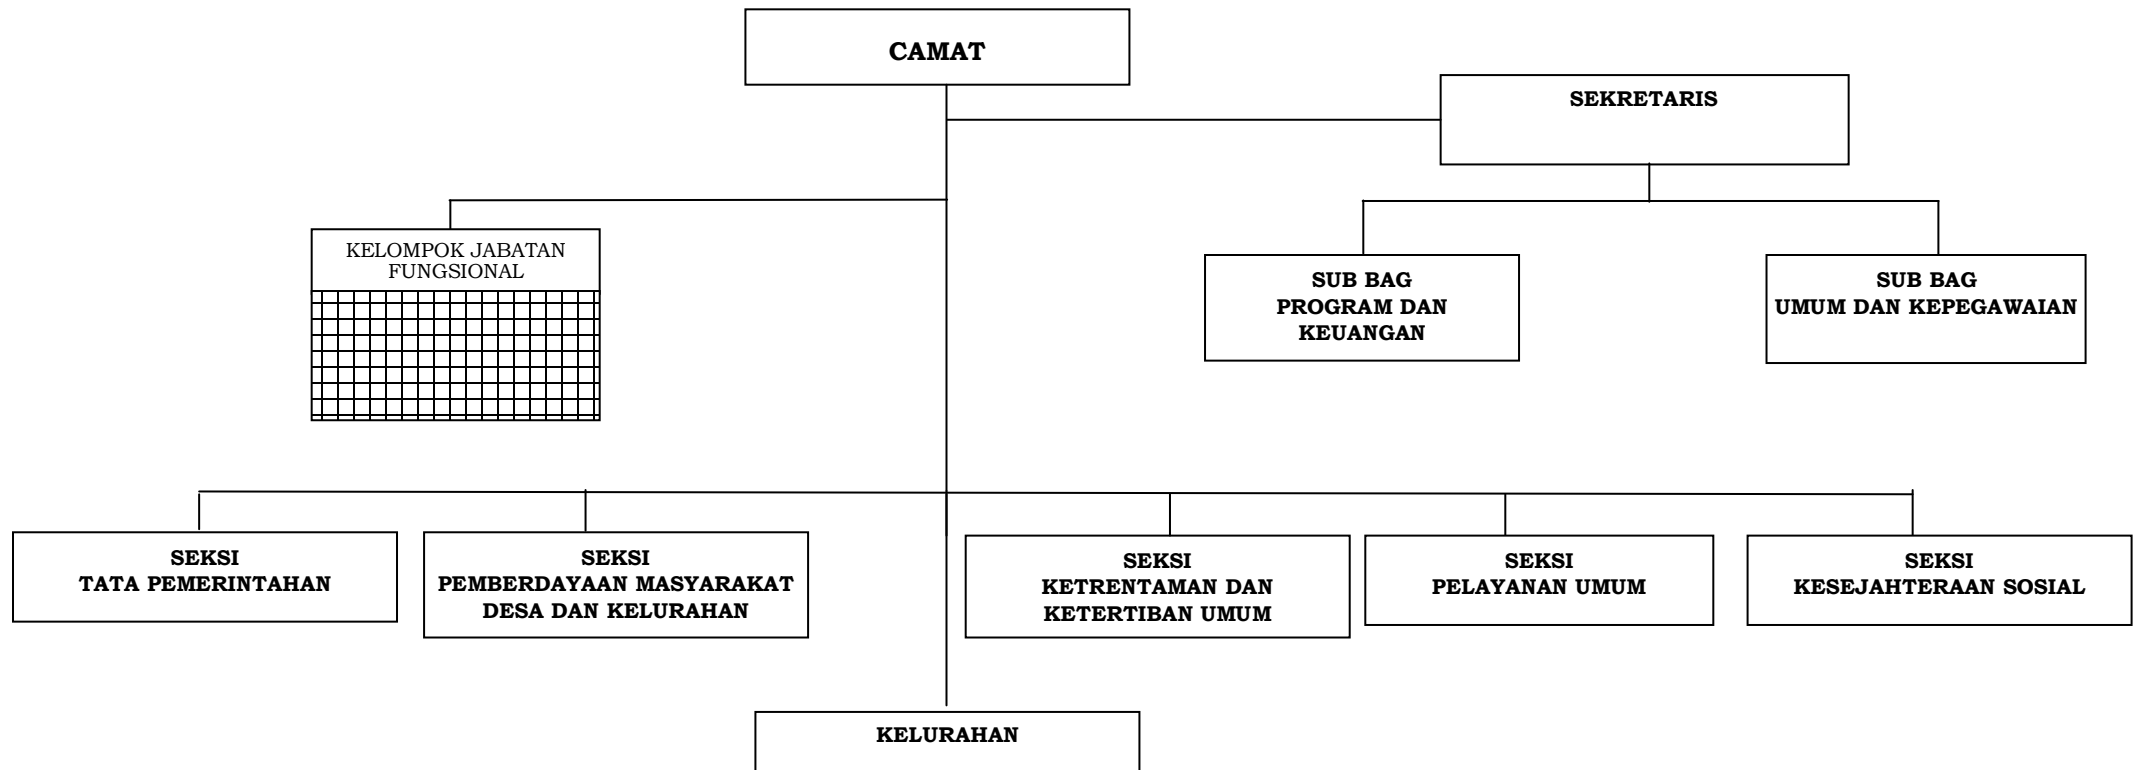 CAMAT
SEKRETARIS
KELOMPOK JABATAN
FUNGSIONAL
SUB BAG
PROGRAM DAN
KEUANGAN
SUB BAG
UMUM DAN KEPEGAWAIAN
SEKSI
TATA PEMERINTAHAN
SEKSI
PEMBERDAYAAN MASYARAKAT
DESA DAN KELURAHAN
SEKSI
KETRENTAMAN DAN
KETERTIBAN UMUM
SEKSI
PELAYANAN UMUM
SEKSI
KESEJAHTERAAN SOSIAL
KELURAHAN